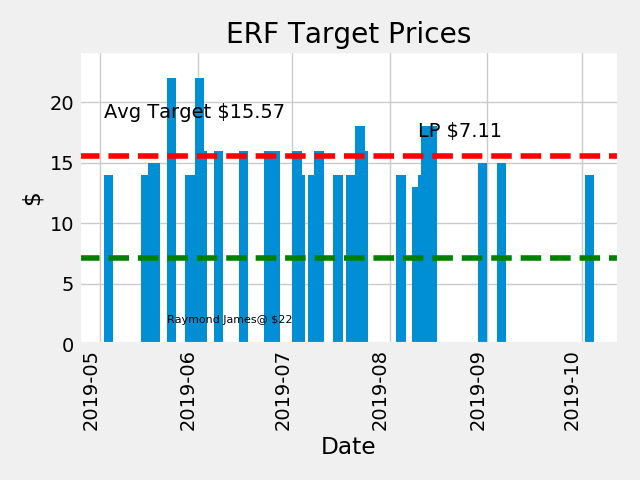 ERF Target Prices
20
Avg Target $15.57
LP $7.11
15
$
10
5
Raymond James@ $22
0
2019-05
2019-06
2019-07
2019-08
2019-09
2019-10
Date